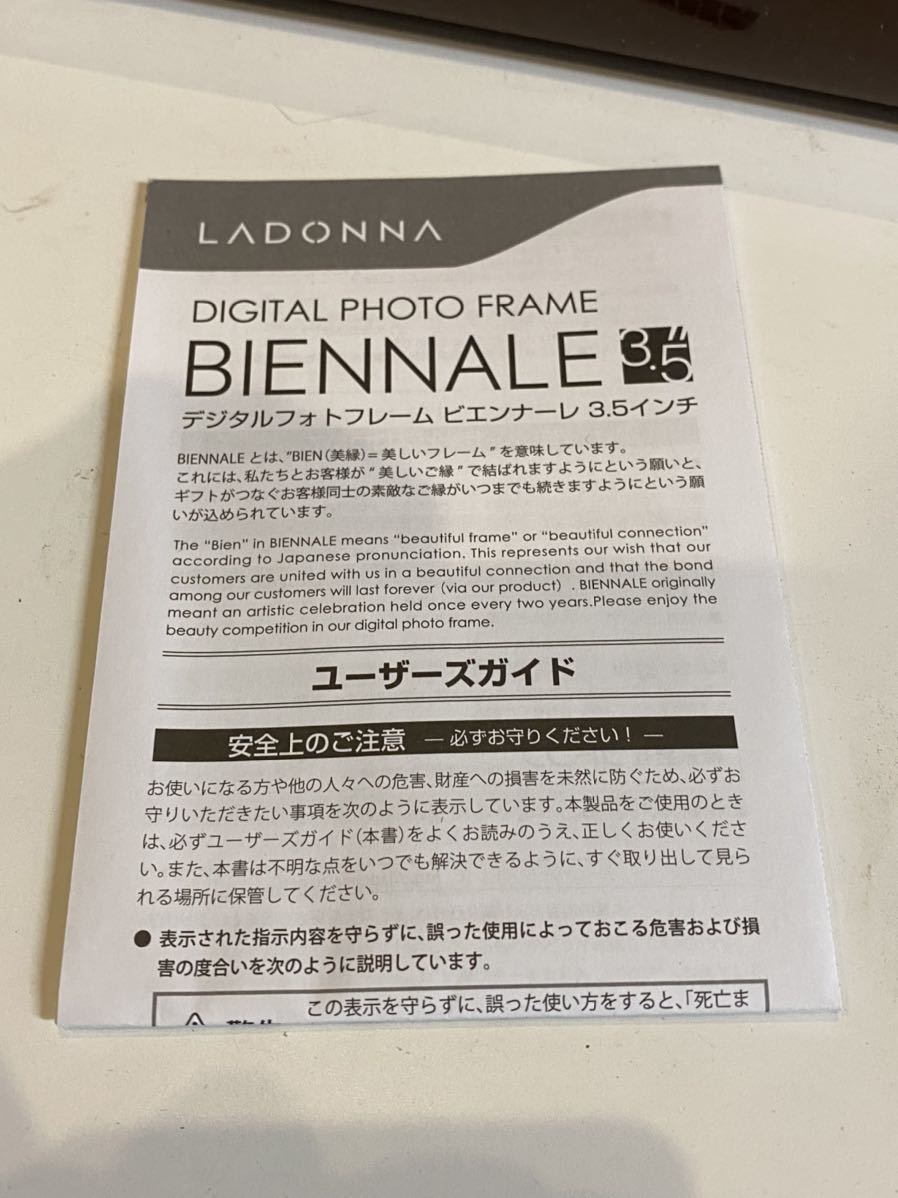 LADONNA
DIGITAL PHOTO FRAME
BIENNALE 3.5"
デジタルフォトフレーム ビエンナーレ 3.5インチ
BIENNALE とは、"BIEN（美縁）= 美しいフレーム " を意味しています。
これには、私たちとお客様が “ 美しいご縁 ” で結ばれますようにという願いと、
ギフトがつなぐお客様同士の素敵なご縁がいつまでも続きますようにという願
いが込められています。
The “Bien” in BIENNALE means “beautiful frame” or “beautiful connection”
according to Japanese pronunciation. This represents our wish that our
customers are united with us in a beautiful connection and that the bond
among our customers will last forever（via our product）. BIENNALE originally
meant an artistic celebration held once every two years.Please enjoy the
beauty competition in our digital photo frame.
ユーザーズガイド
安全上のご注意 — 必ずお守りください！ —
お使いになる方や他の人々への危害、財産への損害を未然に防ぐため、必ずお
守りいただきたい事項を次のように表示しています。本製品をご使用のとき
は、必ずユーザーズガイド（本書）をよくお読みのうえ、正しくお使いくださ
い。また、本書は不明な点をいつでも解決できるように、すぐ取り出して見ら
れる場所に保管してください。
● 表示された指示内容を守らずに、誤った使用によっておこる危害および損
害の度合いを次のように説明しています。
この表示を守らずに、誤った使い方をすると、「死亡ま